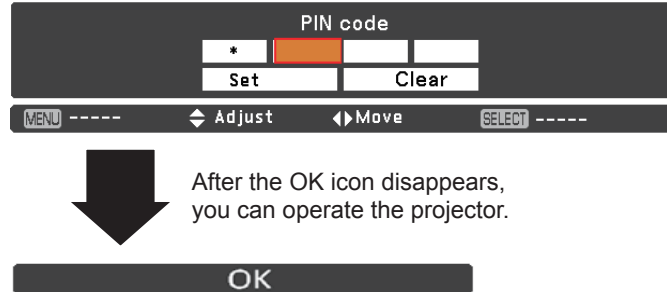 PIN code
*
Set Clear
MENU ----- Adjust Move SELECT -----
After the OK icon disappears,
you can operate the projector.
OK